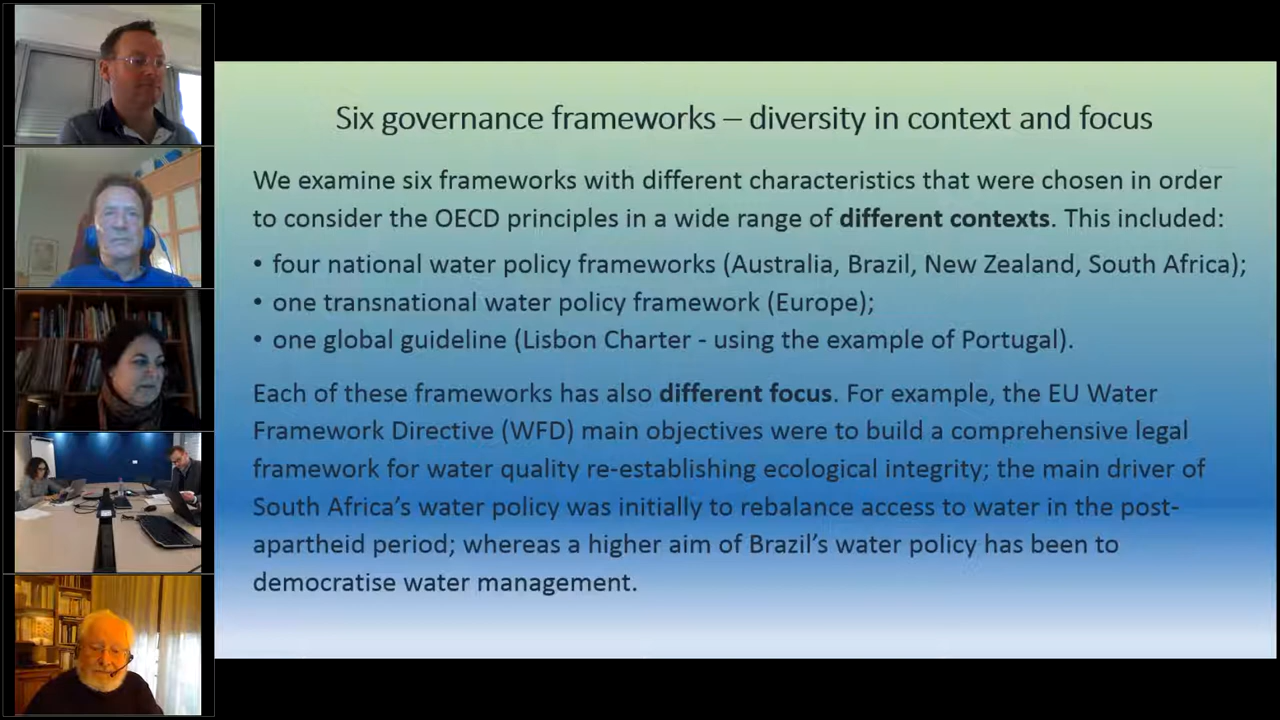 Six governance frameworks – diversity in context and focus
We examine six frameworks with different characteristics that were chosen in order
to consider the OECD principles in a wide range of different contexts. This included:
• four national water policy frameworks (Australia, Brazil, New Zealand, South Africa);
• one transnational water policy framework (Europe);
• one global guideline (Lisbon Charter - using the example of Portugal).
Each of these frameworks has also different focus. For example, the EU Water
Framework Directive (WFD) main objectives were to build a comprehensive legal
framework for water quality re-establishing ecological integrity; the main driver of
South Africa’s water policy was initially to rebalance access to water in the post-
apartheid period; whereas a higher aim of Brazil’s water policy has been to
democratise water management.